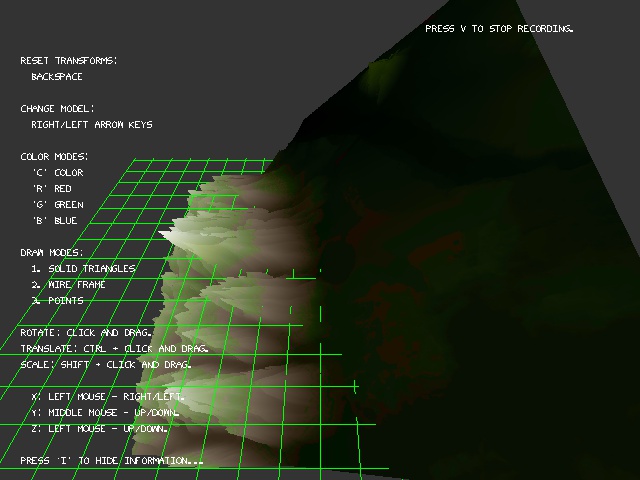 PRESS V TO STOP RECORDING.
RESET TRANSFORMS:
BACKSPACE
CHANGE MODEL:
RIGHT/LEFT ARROW KEYS
COLOR MODES:
'C' COLOR
'R' RED
'G' GREEN
'B' BLUE
DRAW MODES:
1. SOLID TRIANGLES
2. WIRE FRAME
3. POINTS
ROTATE: CLICK AND DRAG.
TRANSLATE: CTRL + CLICK AND DRAG.
SCALE: SHIFT + CLICK AND DRAG.
X: LEFT MOUSE - RIGHT/LEFT.
Y: MIDDLE MOUSE - UP/DOWN.
Z: LEFT MOUSE - UP/DOWN.
PRESS 'I' TO HIDE INFORMATION...